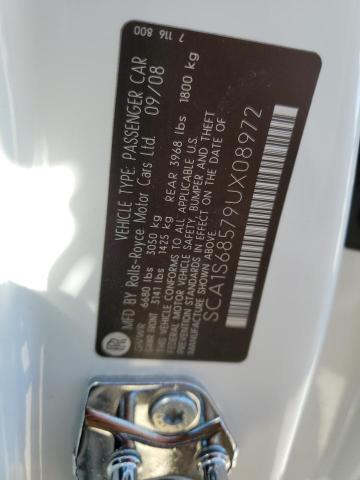 7 116 800
VEHICLE TYPE: PASSENGER CAR
MFD BY Rolls-Royce Motor Cars Ltd. 09/08
GVWR 6680 lbs 3050 kg
GAWR FRONT 3141 lbs 1425 kg REAR 3968 lbs 1800 kg
THIS VEHICLE CONFORMS TO ALL APPLICABLE U.S.
FEDERAL MOTOR VEHICLE SAFETY, BUMPER AND THEFT
PREVENTION STANDARDS IN EFFECT ON THE DATE OF
MANUFACTURE SHOWN ABOVE.
SCA1S68579UX08972